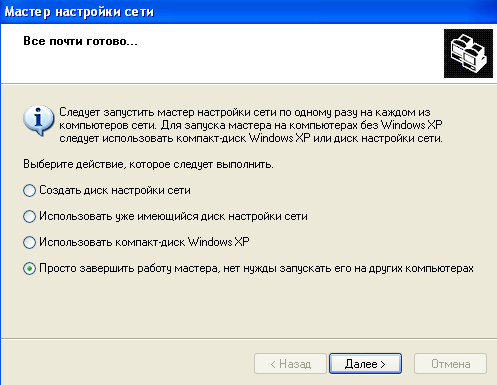 Мастер настройки сети
Все почти готово...
Следует запустить мастер настройки сети по одному разу на каждом из
компьютеров сети. Для запуска мастера на компьютерах без Windows XP
следует использовать компакт-диск Windows XP или диск настройки сети.
Выберите действие, которое следует выполнить.
Создать диск настройки сети
Использовать уже имеющийся диск настройки сети
Использовать компакт-диск Windows XP
Просто завершить работу мастера, нет нужды запускать его на других компьютерах
< Назад Далее > Отмена